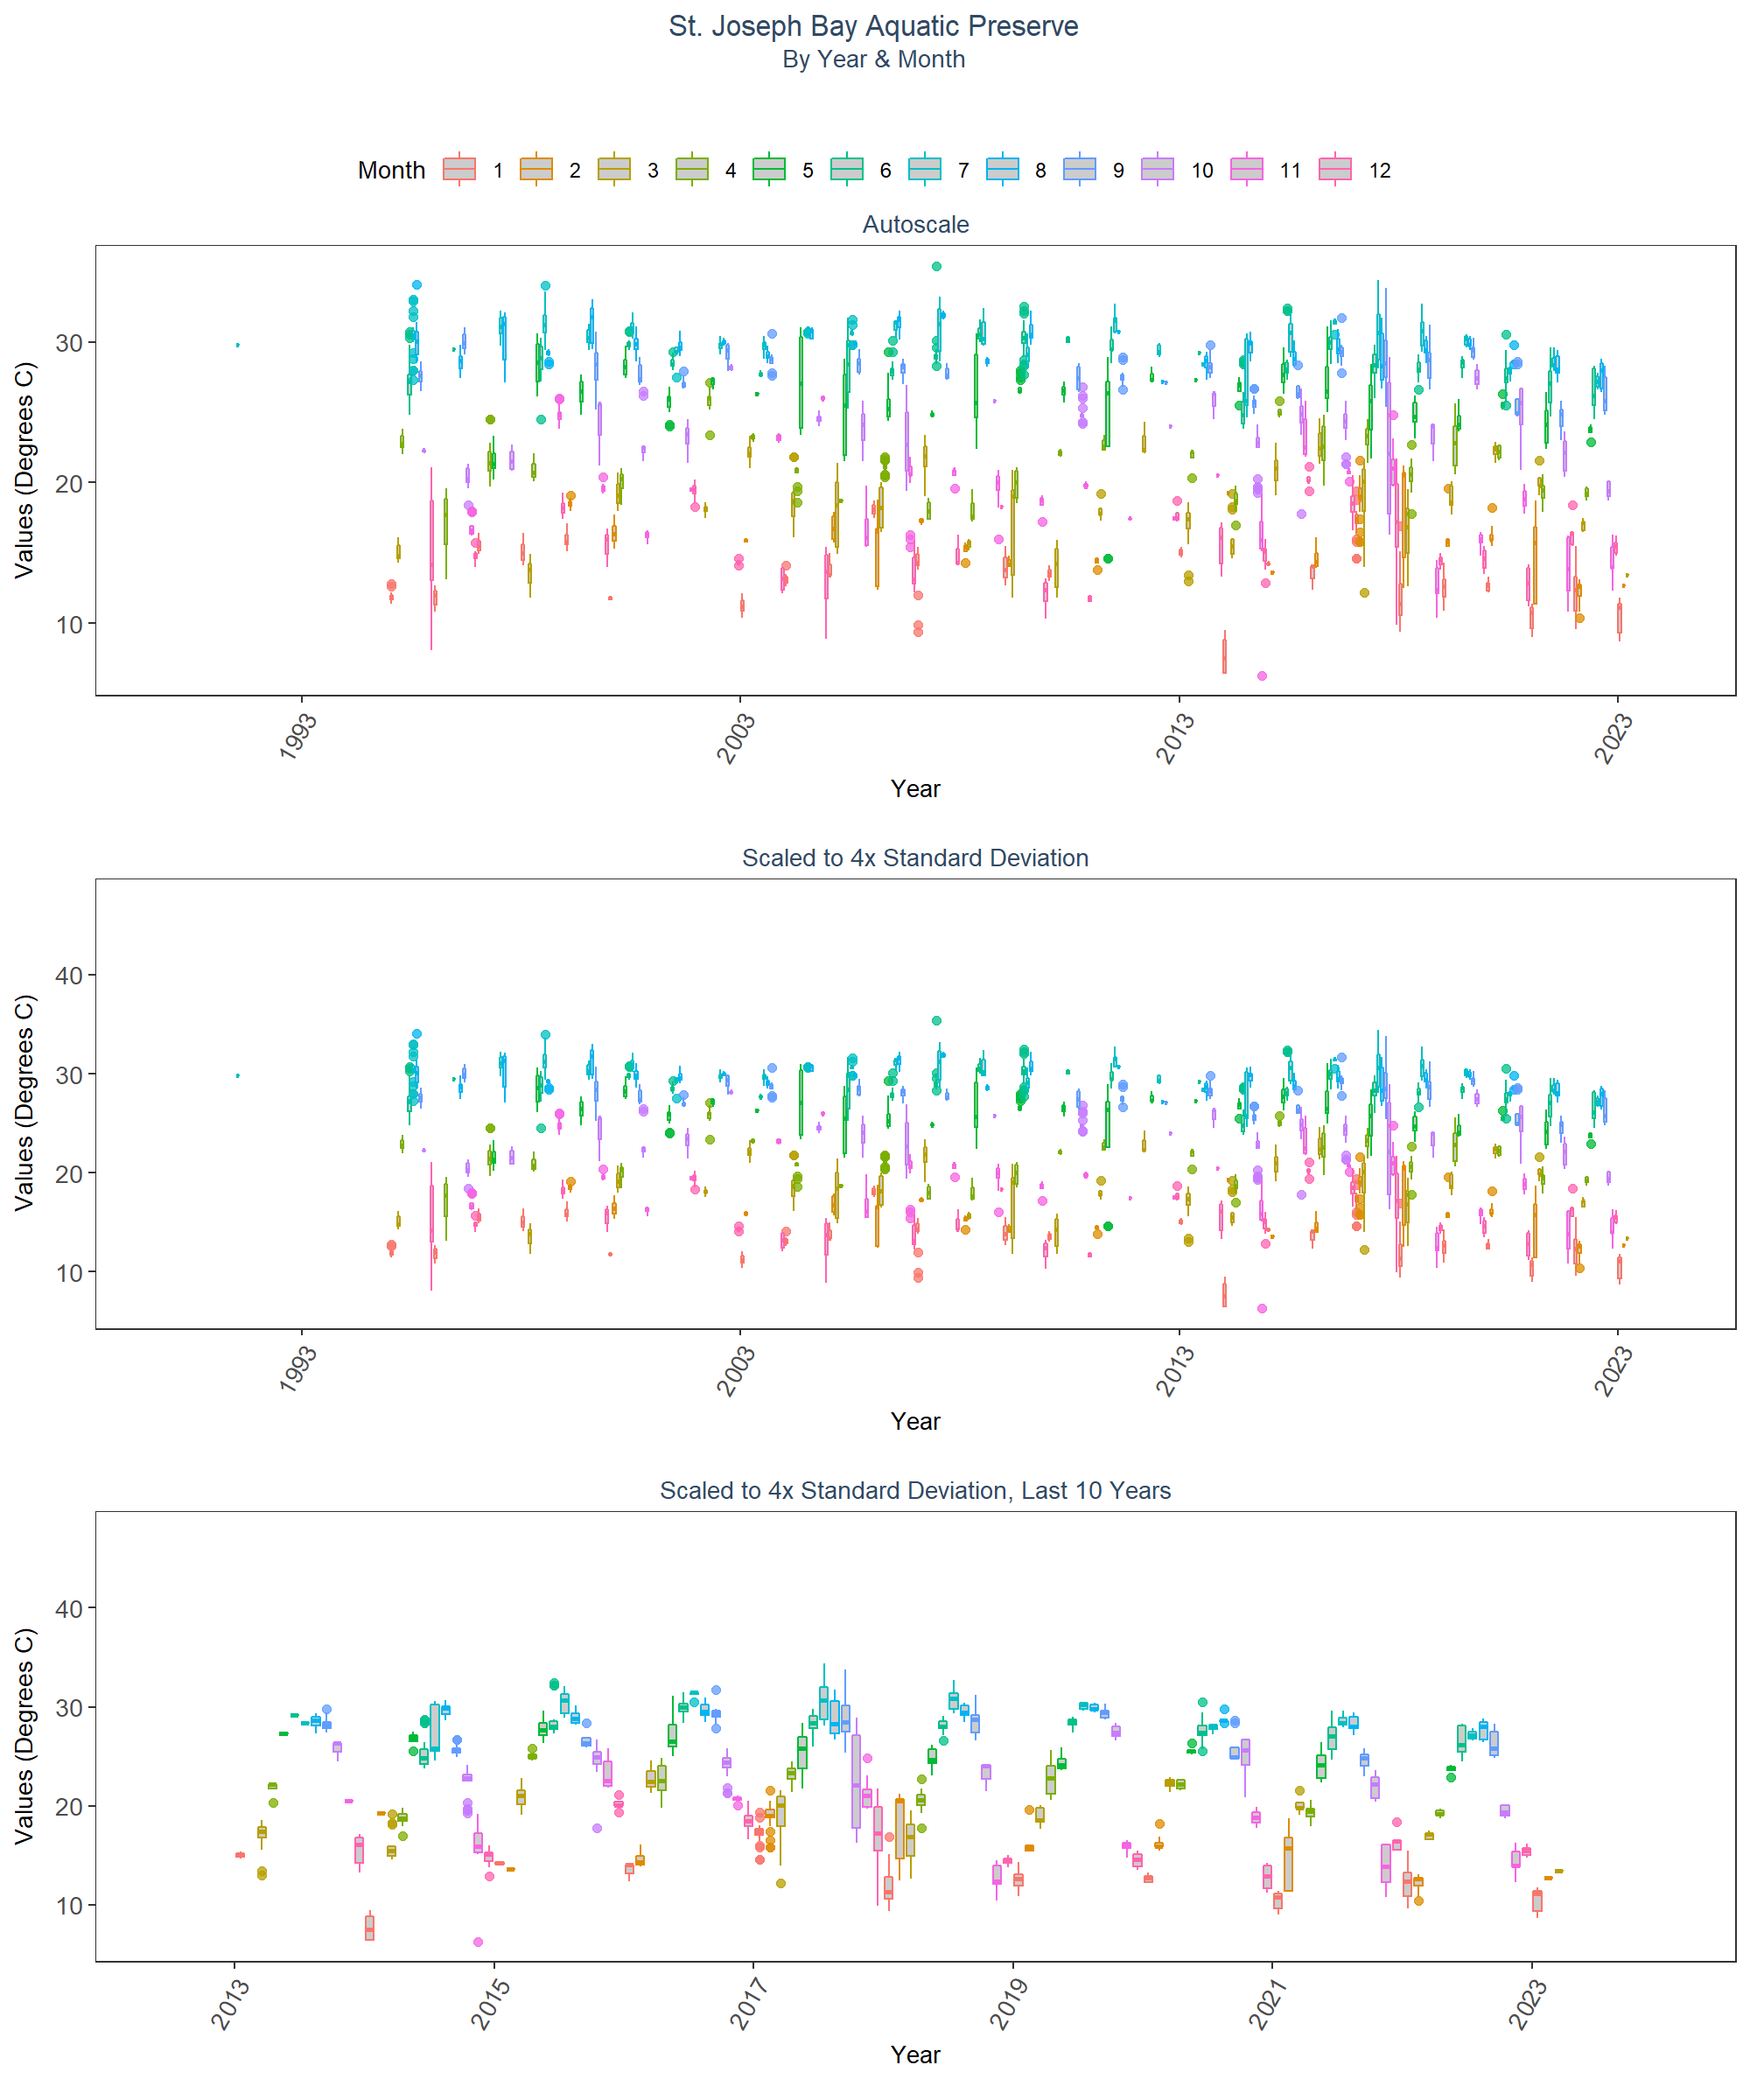 St. Joseph Bay Aquatic Preserve
By Year & Month
Month 1 2 3 4 5 6 7 8 9 10 11 12
Autoscale
Values (Degrees C)
30
20
10
1993 2003 2013 2023
Year
Scaled to 4x Standard Deviation
Values (Degrees C)
40
30
20
10
1993 2003 2013 2023
Year
Scaled to 4x Standard Deviation, Last 10 Years
Values (Degrees C)
40
30
20
10
2013 2015 2017 2019 2021 2023
Year